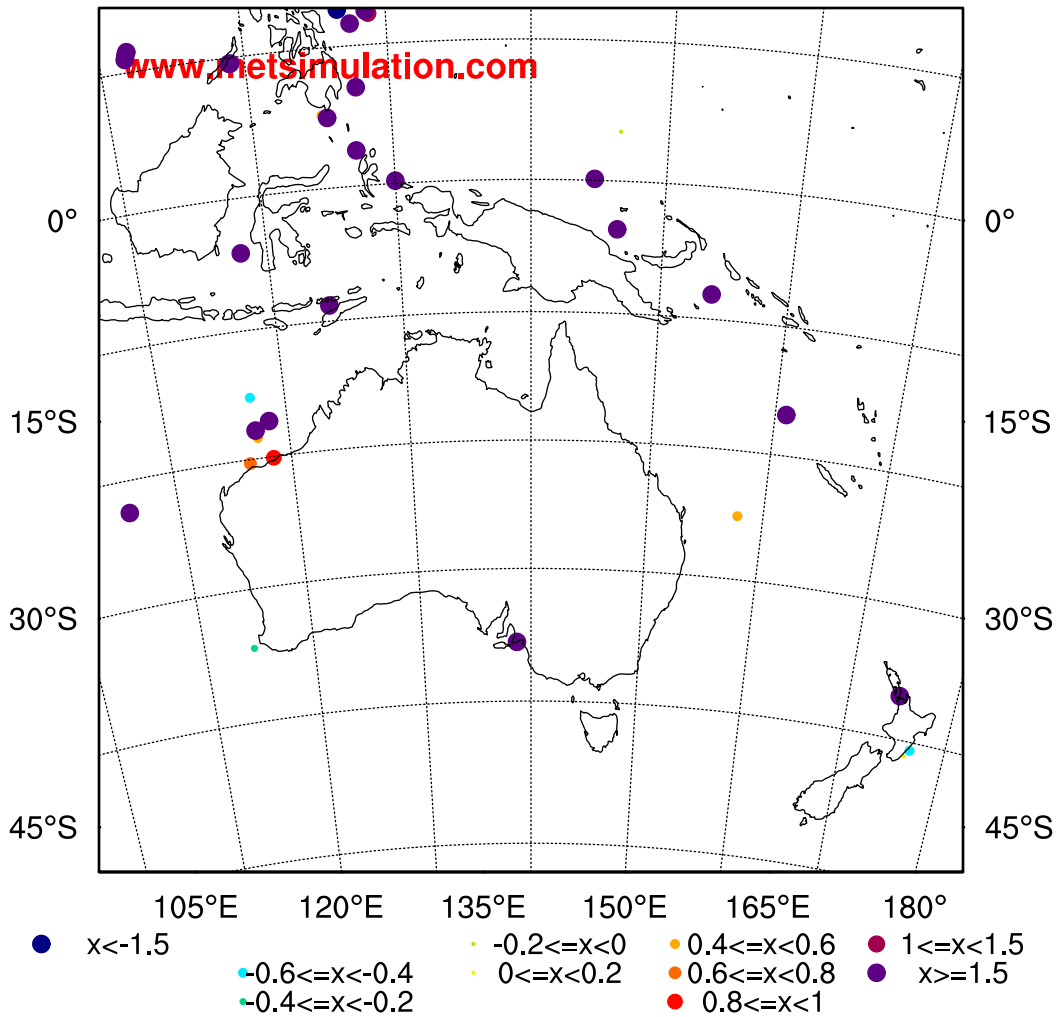 www.metsimulation.com
0° 0°
15°S 15°S
30°S 30°S
45°S 45°S
105°E 120°E 135°E 150°E 165°E 180°
x<-1.5 -0.2<=x<0 0.4<=x<0.6 1<=x<1.5
-0.6<=x<-0.4 0<=x<0.2 0.6<=x<0.8 x>=1.5
-0.4<=x<-0.2 0.8<=x<1